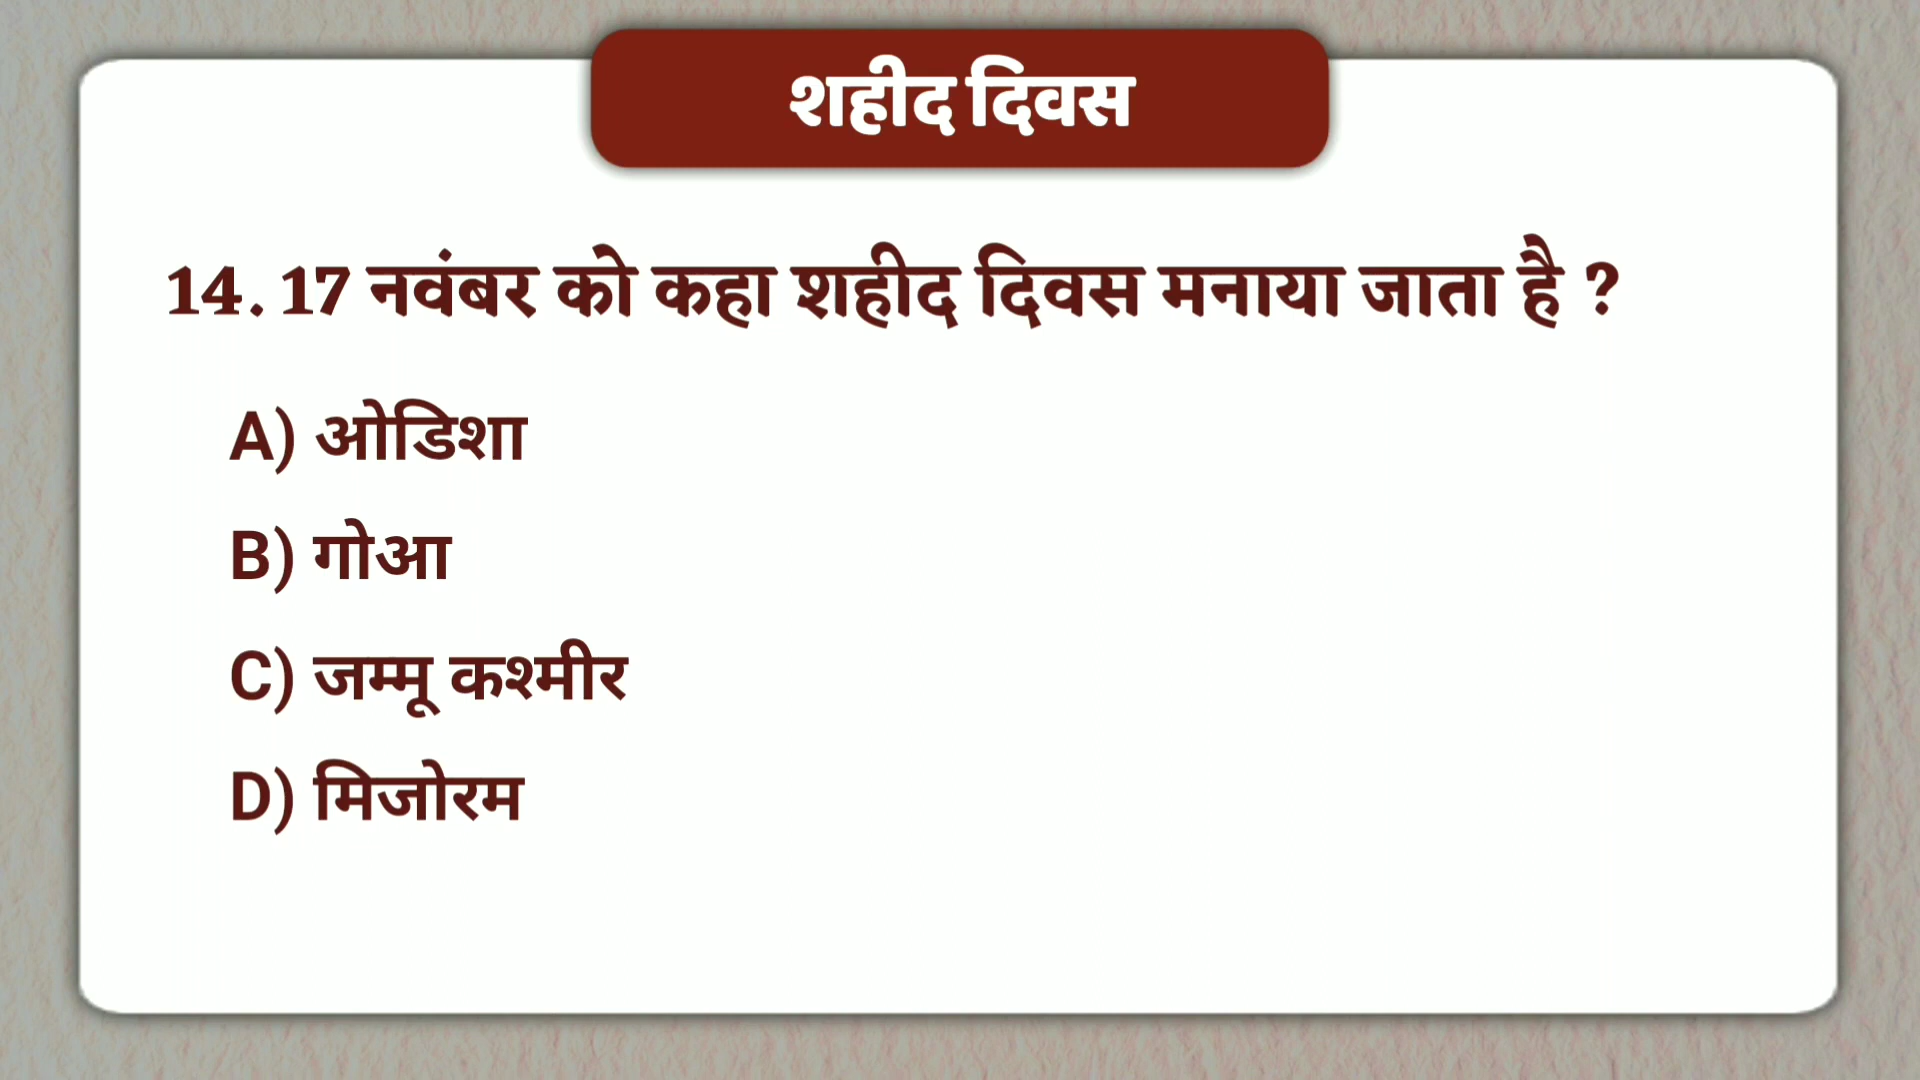 शहीद दिवस
14. 17 नवंबर को कहा शहीद दिवस मनाया जाता है ?
A) ओडिशा
B) गोआ
C) जम्मू कश्मीर
D) मिजोरम